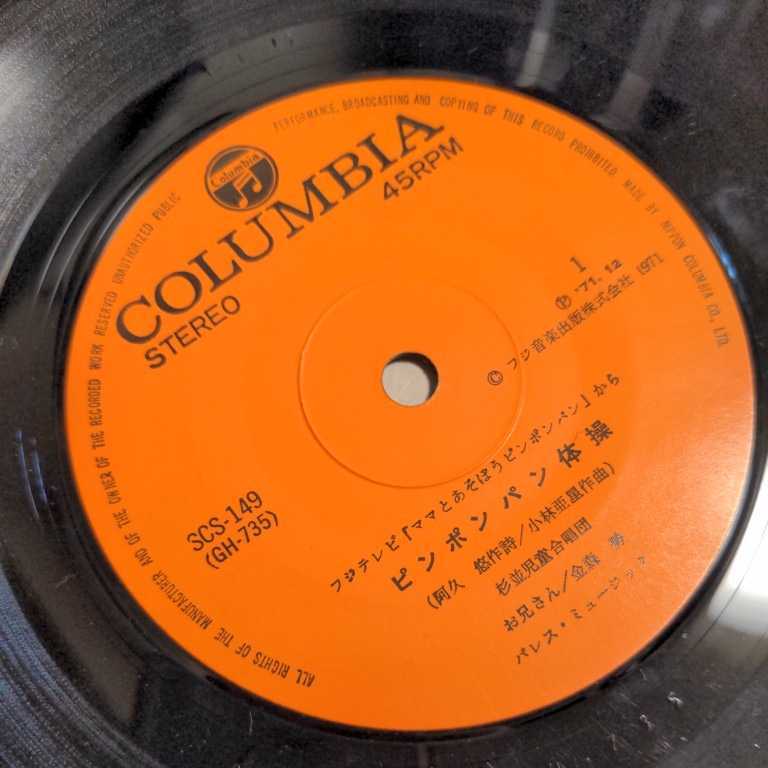 PERFORMANCE, BROADCASTING AND COPYING OF THIS RECORD PROHIBITED. MADE BY NIPPON COLUMBIA CO., LTD.
ALL RIGHTS OF THE MANUFACTURER AND OF THE OWNER OF THE RECORDED WORK RESERVED UNAUTHORIZED PUBLIC
Columbia
COLUMBIA
STEREO
45RPM
1
Ⓟ '71.12
© フジ音楽出版株式会社 1971
SCS-149
(GH-735)
フジテレビ「ママとあそぼうピンポンパン」から
ピンポンパン体操
(阿久 悠作詩/小林亜星作曲)
杉並児童合唱団
お兄さん/金森 勢
パレス・ミュージック